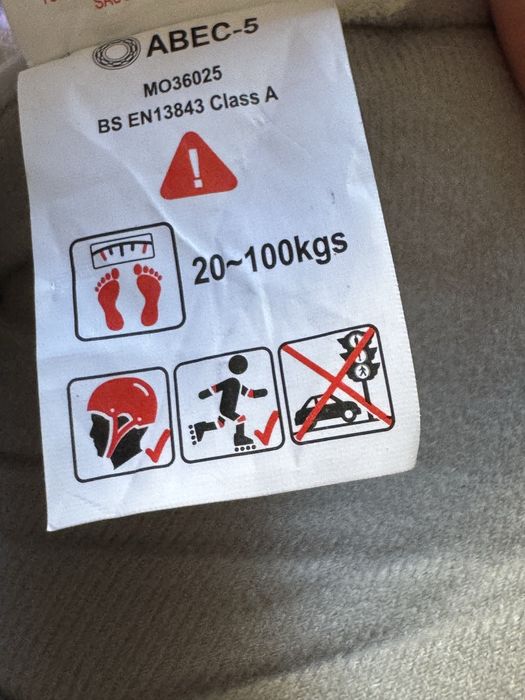 ABEC-5
MO36025
BS EN13843 Class A
!
20~100kgs